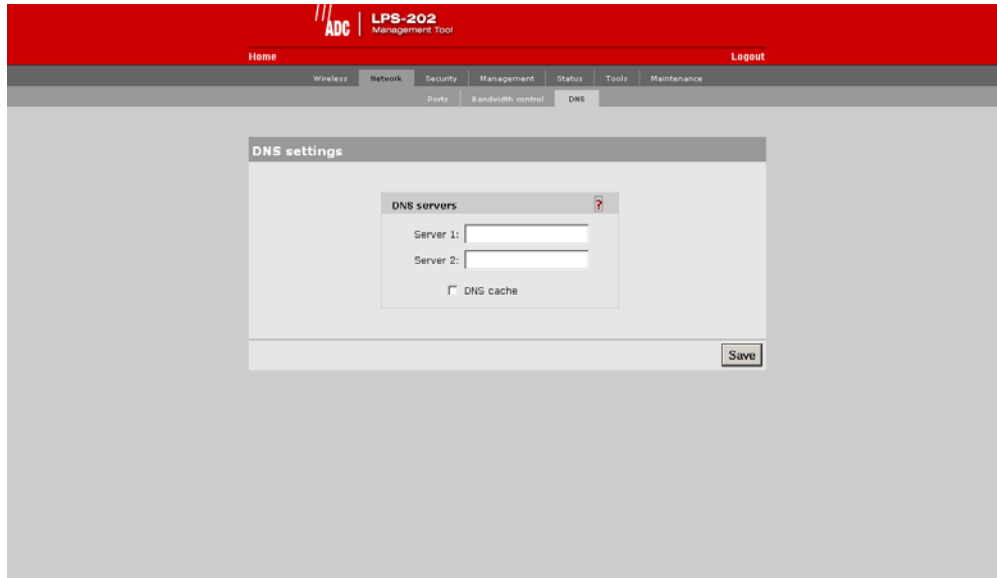 ADC LPS-202
Management Tool
Home Logout
Wireless Network Security Management Status Tools Maintenance
Ports Bandwidth control DNS
DNS settings
DNS servers ?
Server 1:
Server 2:
DNS cache
Save